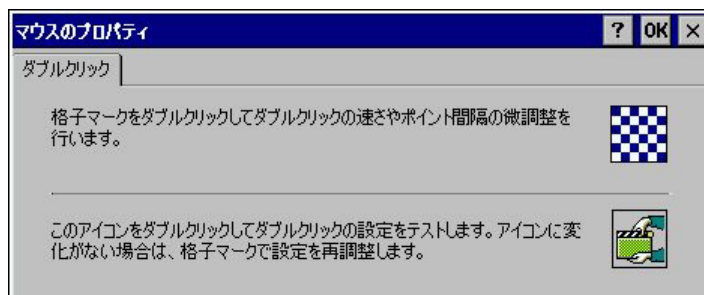 マウスのプロパティ ? OK ×
ダブルクリック
格子マークをダブルクリックしてダブルクリックの速さやポイント間隔の微調整を
行います。
このアイコンをダブルクリックしてダブルクリックの設定をテストします。アイコンに変
化がない場合は、格子マークで設定を再調整します。